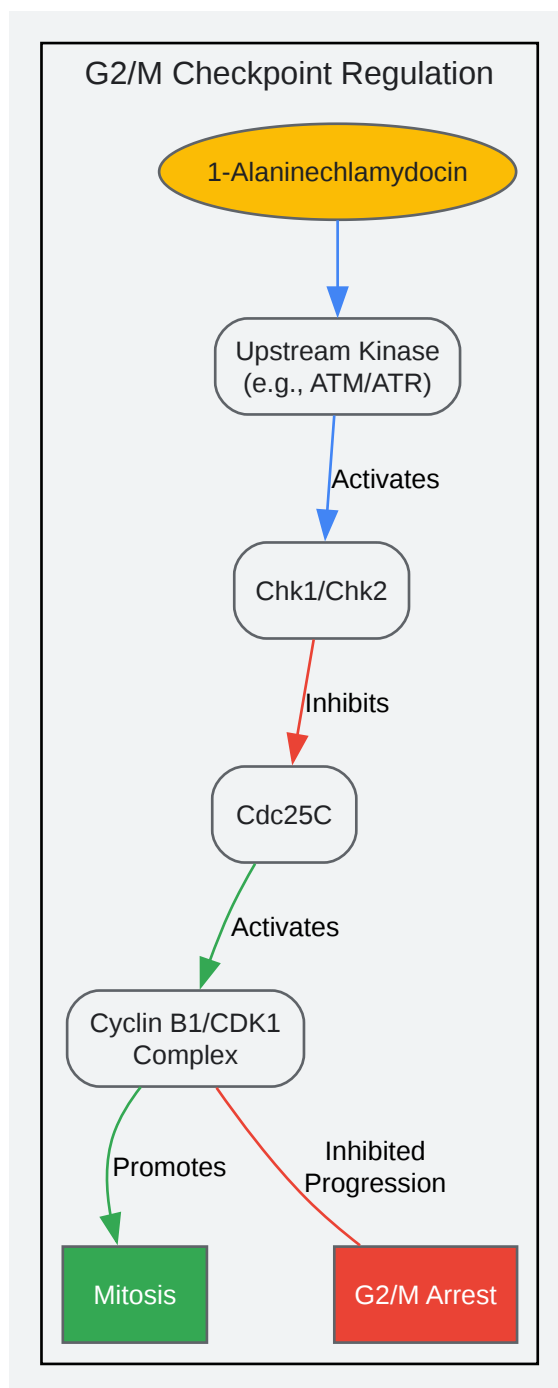 G2/M Checkpoint Regulation
1-Alaninechlamydocin
Upstream Kinase
(e.g., ATM/ATR)
Activates
Chk1/Chk2
Inhibits
Cdc25C
Activates
Cyclin B1/CDK1
Complex
Promotes
Inhibited
Progression
Mitosis
G2/M Arrest